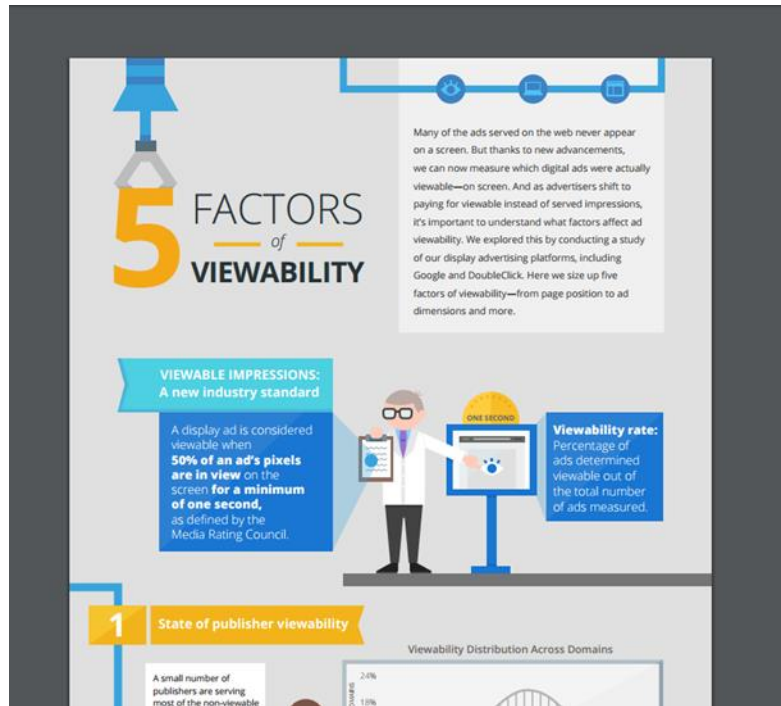 Many of the ads served on the web never appear
on a screen. But thanks to new advancements,
we can now measure which digital ads were actually
viewable—on screen. And as advertisers shift to
paying for viewable instead of served impressions,
it's important to understand what factors affect ad
viewability. We explored this by conducting a study
of our display advertising platforms, including
Google and DoubleClick. Here we size up five
factors of viewability—from page position to ad
dimensions and more.
5 FACTORS
of
VIEWABILITY
VIEWABLE IMPRESSIONS:
A new industry standard
A display ad is considered
viewable when
50% of an ad's pixels
are in view on the
screen for a minimum
of one second,
as defined by the
Media Rating Council.
ONE SECOND
Viewability rate:
Percentage of
ads determined
viewable out of
the total number
of ads measured.
1 State of publisher viewability
A small number of
publishers are serving
most of the non-viewable
Viewability Distribution Across Domains
24%
18%